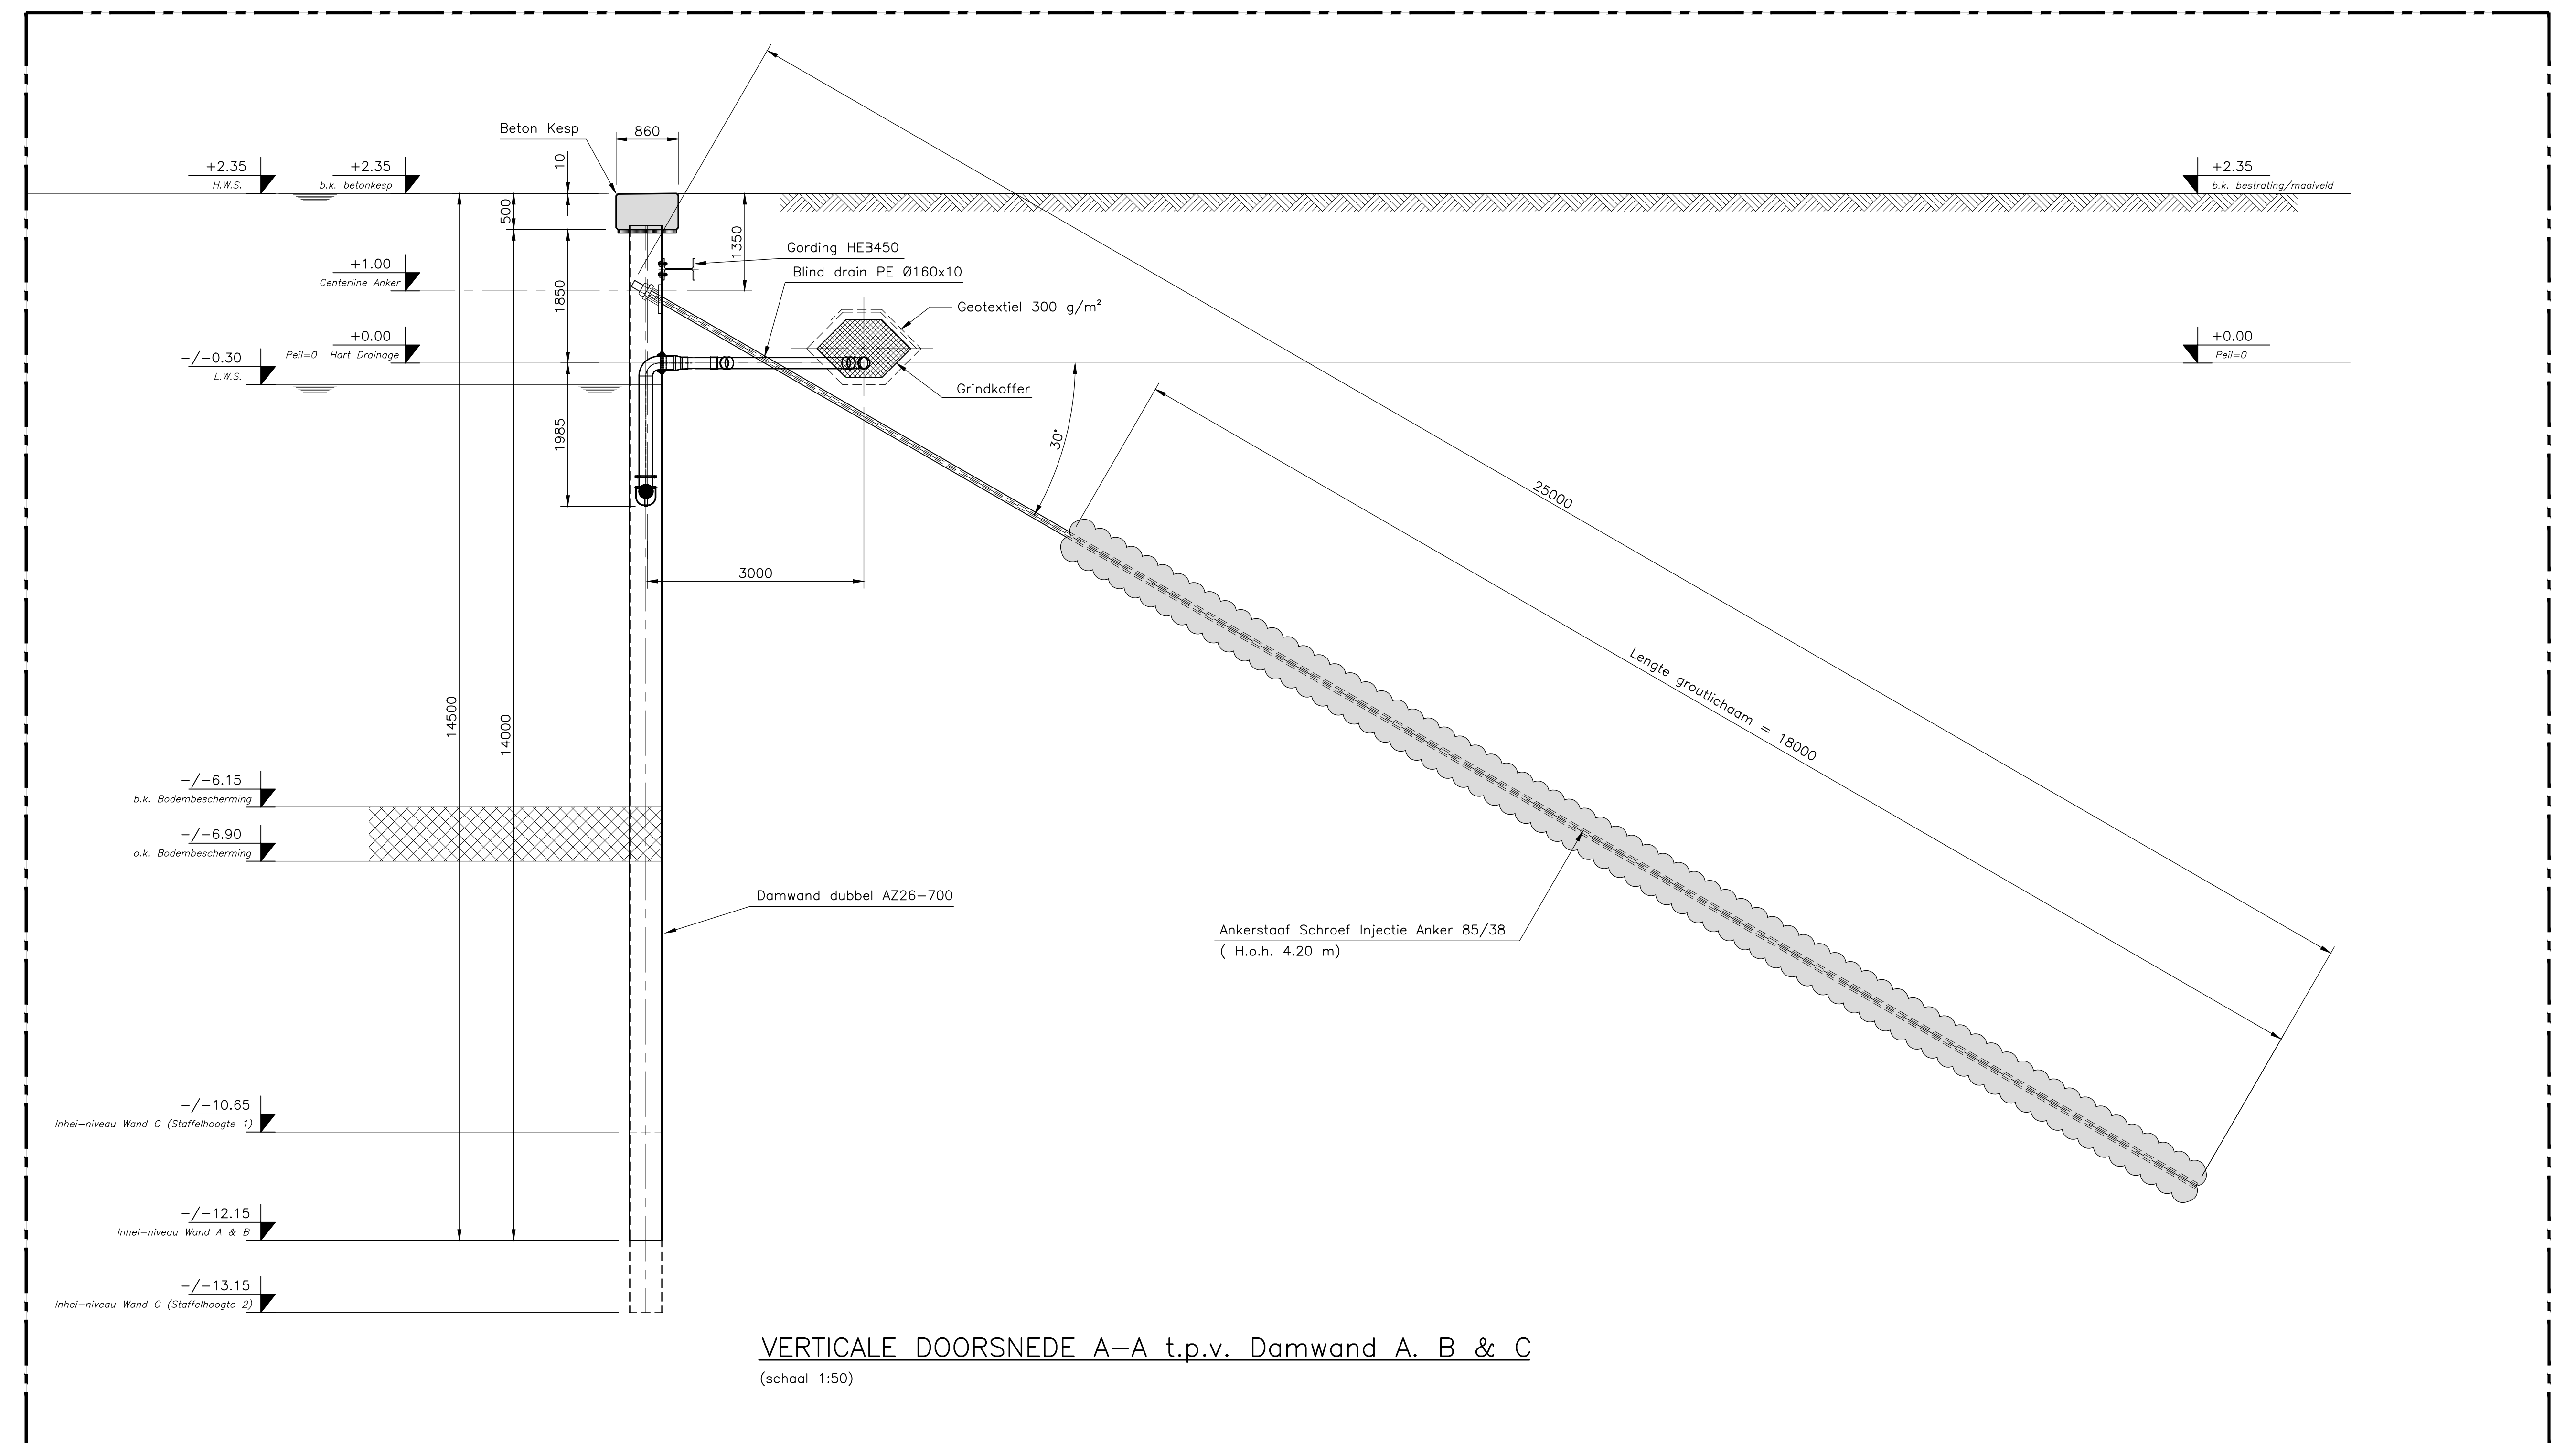 Beton Kesp
860
10
+2.35
H.W.S.
+2.35
b.k. betonkesp
+2.35
b.k. bestrating/maaiveld
500
1350
Gording HEB450
Blind drain PE Ø160x10
+1.00
Centerline Anker
1850
Geotextiel 300 g/m²
+0.00
Peil=0 Hart Drainage
+0.00
Peil=0
-/-0.30
L.W.S.
Grindkoffer
1985
30°
25000
3000
Lengte groutlichaam = 18000
14500
14000
-/-6.15
b.k. Bodembescherming
-/-6.90
o.k. Bodembescherming
Damwand dubbel AZ26-700
Ankerstaaf Schroef Injectie Anker 85/38
( H.o.h. 4.20 m)
-/-10.65
Inhei-niveau Wand C (Staffelhoogte 1)
-/-12.15
Inhei-niveau Wand A & B
-/-13.15
Inhei-niveau Wand C (Staffelhoogte 2)
VERTICALE DOORSNEDE A-A t.p.v. Damwand A. B & C
(schaal 1:50)